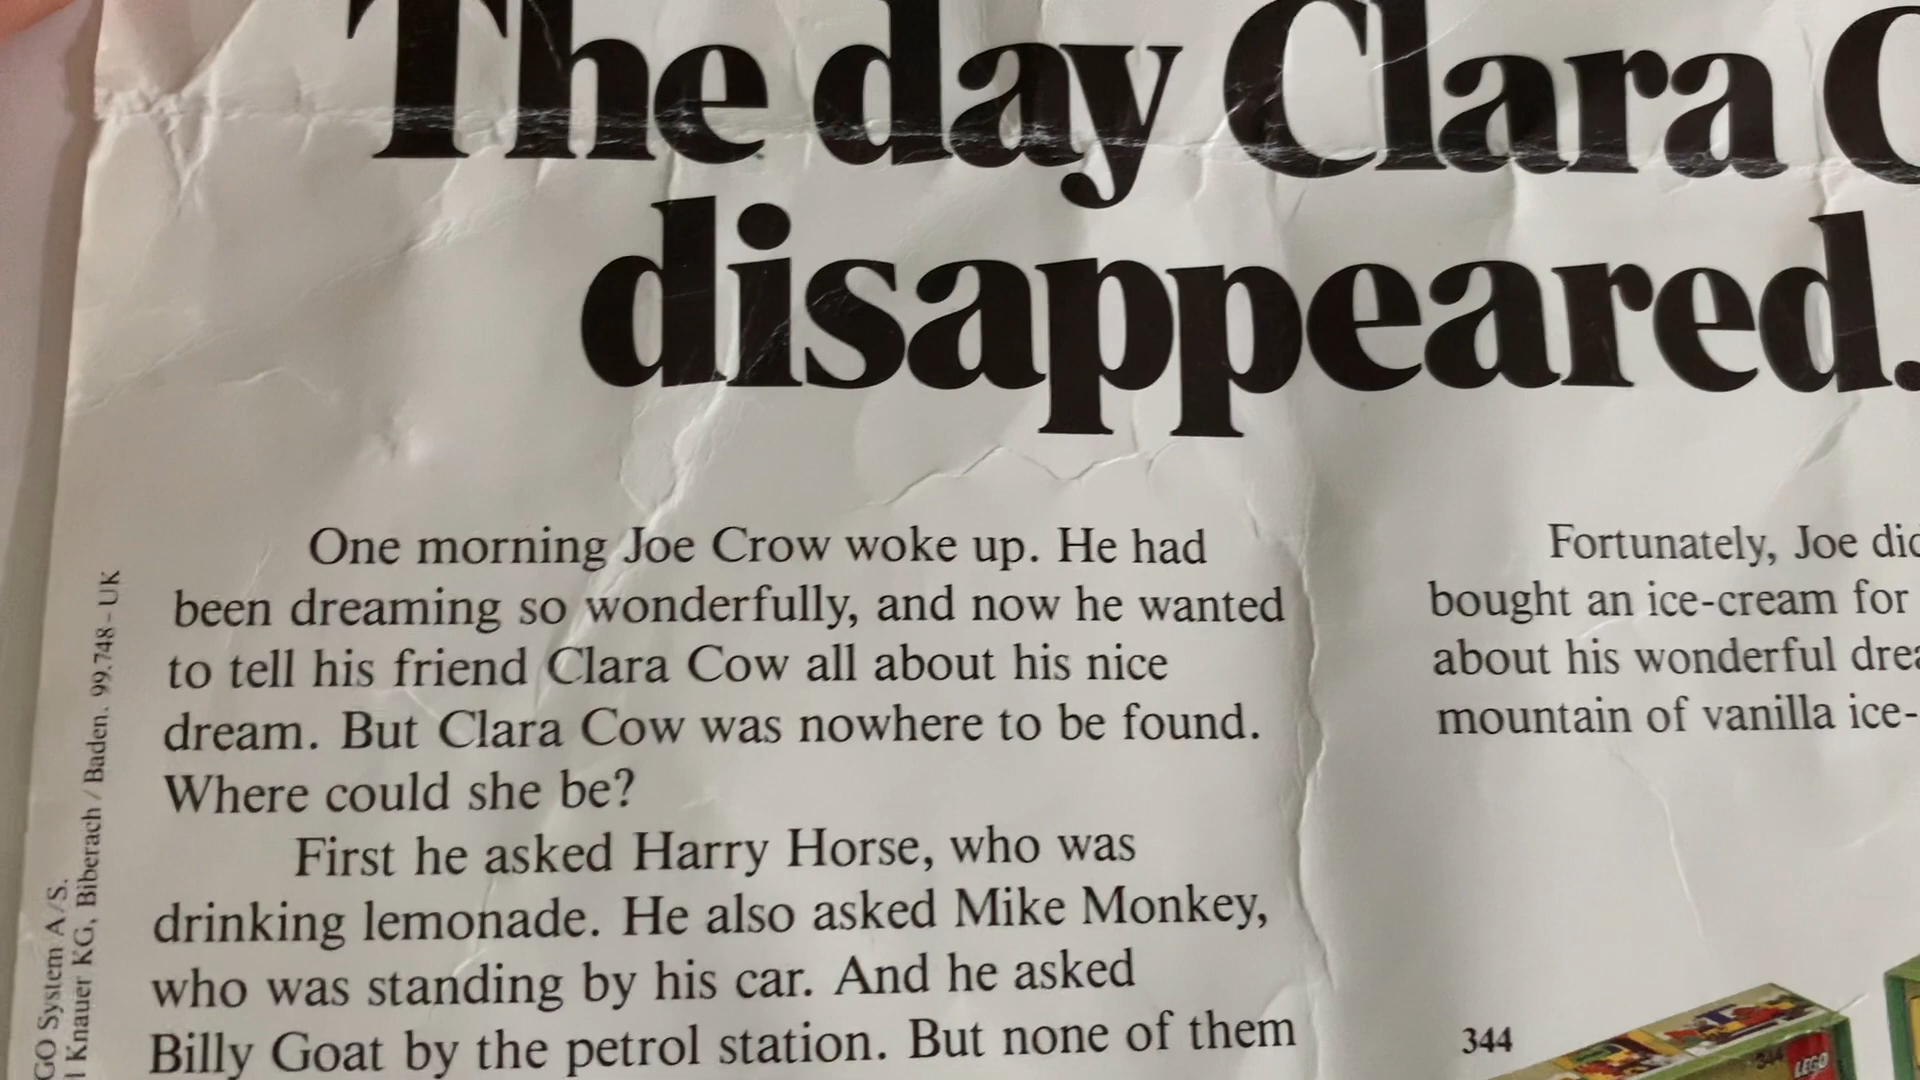 The day Clara
disappeared.
One morning Joe Crow woke up. He had
been dreaming so wonderfully, and now he wanted
to tell his friend Clara Cow all about his nice
dream. But Clara Cow was nowhere to be found.
Where could she be?
First he asked Harry Horse, who was
drinking lemonade. He also asked Mike Monkey,
who was standing by his car. And he asked
Billy Goat by the petrol station. But none of them
Fortunately, Joe
bought an ice-cream for
about his wonderful
mountain of vanilla ice-
344
344
LEGO
GO System A/S.
Knauer KG, Biberach / Baden. 99.748 - UK